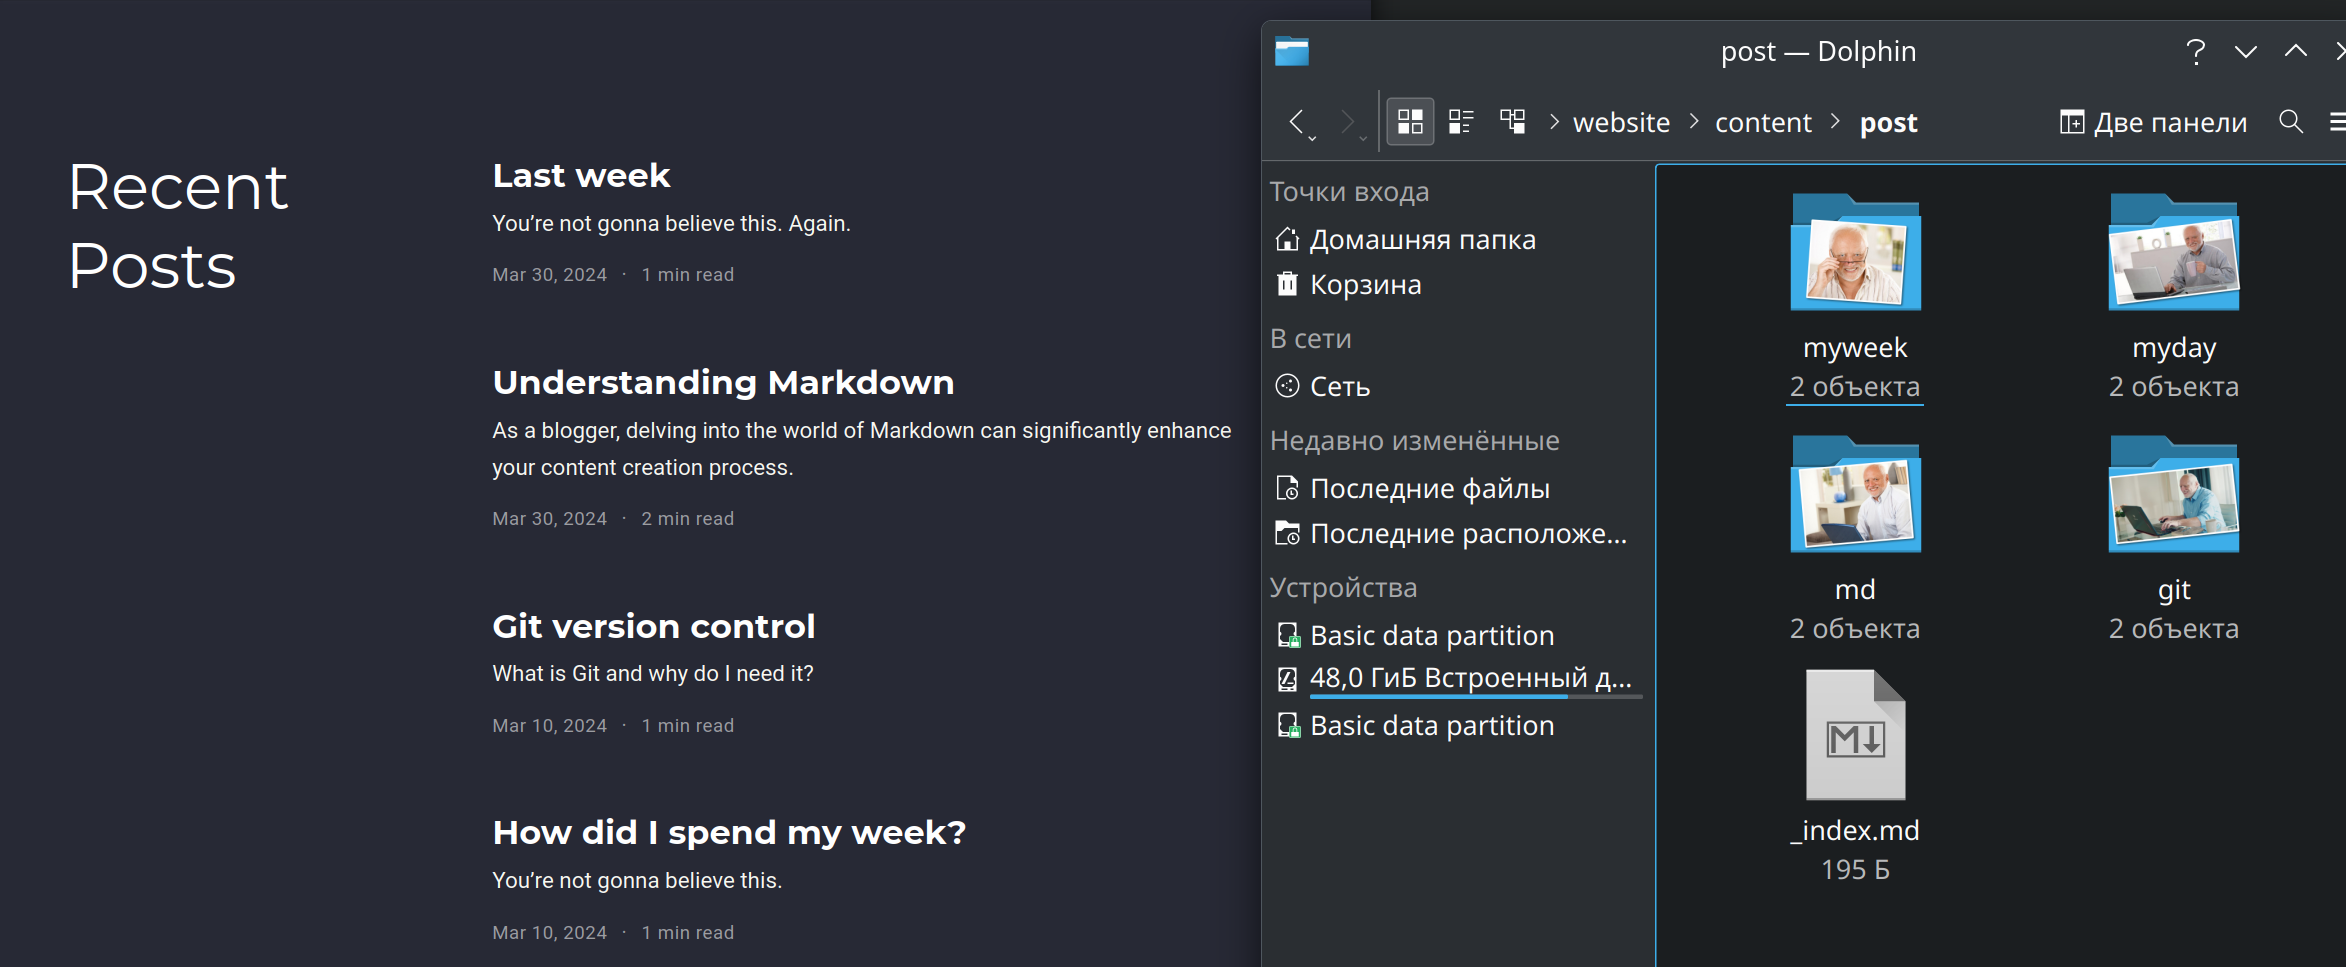 Recent
Posts
Last week
You’re not gonna believe this. Again.
Mar 30, 2024 · 1 min read
Understanding Markdown
As a blogger, delving into the world of Markdown can significantly enhance
your content creation process.
Mar 30, 2024 · 2 min read
Git version control
What is Git and why do I need it?
Mar 10, 2024 · 1 min read
How did I spend my week?
You’re not gonna believe this.
Mar 10, 2024 · 1 min read
post — Dolphin
website
content
post
Две панели
Точки входа
Домашняя папка
Корзина
В сети
Сеть
Недавно изменённые
Последние файлы
Последние расположе...
Устройства
Basic data partition
48,0 ГиБ Встроенный д...
Basic data partition
myweek
2 объекта
myday
2 объекта
md
2 объекта
git
2 объекта
_index.md
195 Б